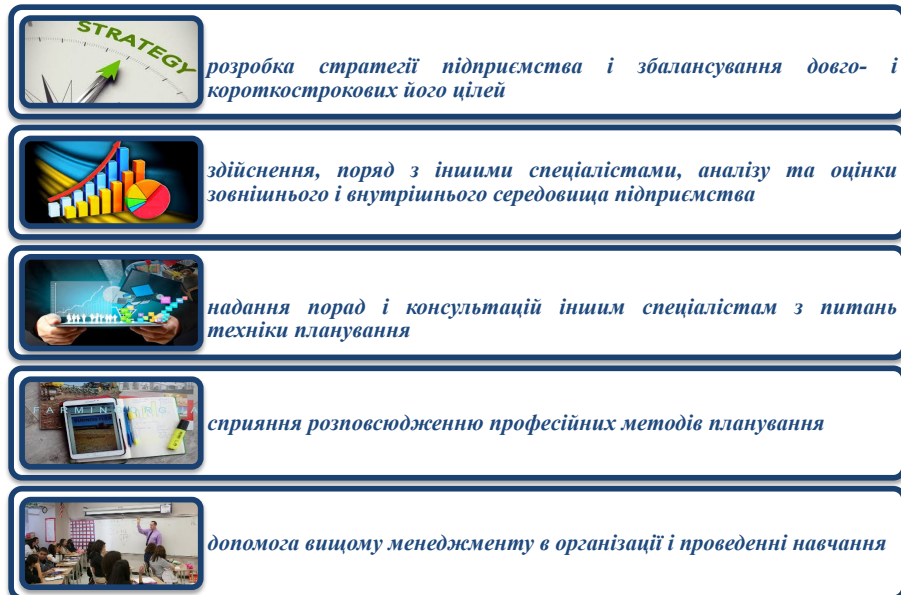 STRATEGY
розробка стратегії підприємства і збалансування довго- і
короткострокових його цілей
здійснення, поряд з іншими спеціалістами, аналізу та оцінки
зовнішнього і внутрішнього середовища підприємства
надання порад і консультацій іншим спеціалістам з питань
техніки планування
FARMINGORG.ZA
сприяння розповсюдженню професійних методів планування
допомога вищому менеджменту в організації і проведенні навчання